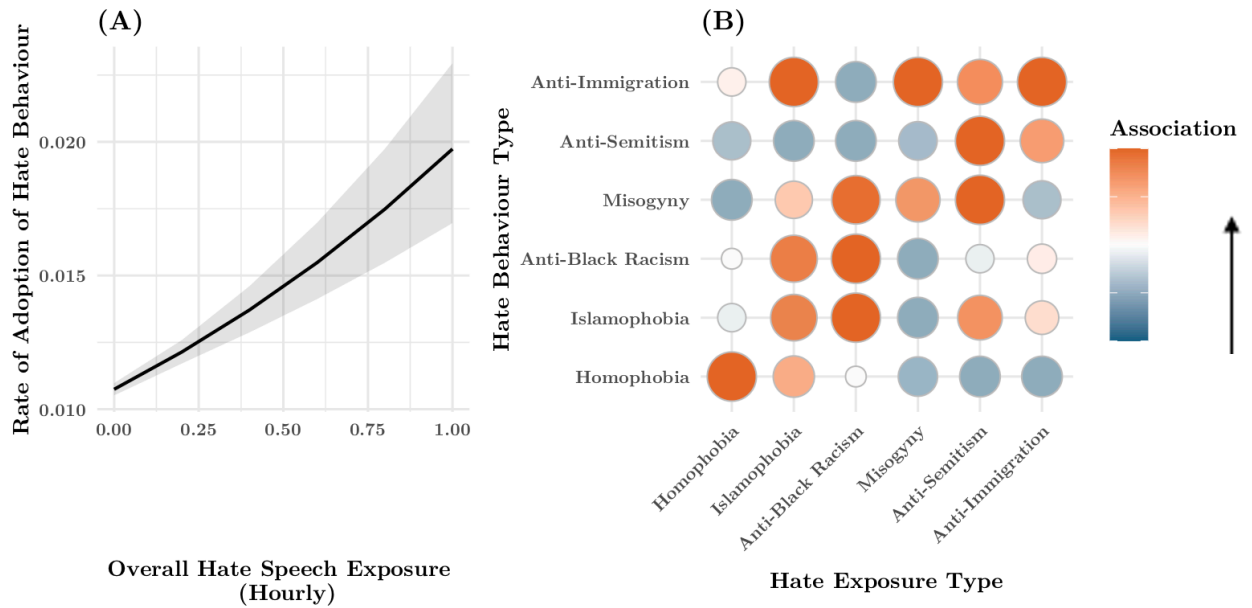 (A)
Rate of Adoption of Hate Behaviour
0.020
0.015
0.010
0.00 0.25 0.50 0.75 1.00
Overall Hate Speech Exposure
(Hourly)
(B)
Hate Behaviour Type
Anti-Immigration
Anti-Semitism
Misogyny
Anti-Black Racism
Islamophobia
Homophobia
Homophobia
Islamophobia
Anti-Black Racism
Misogyny
Anti-Semitism
Anti-Immigration
Hate Exposure Type
Association